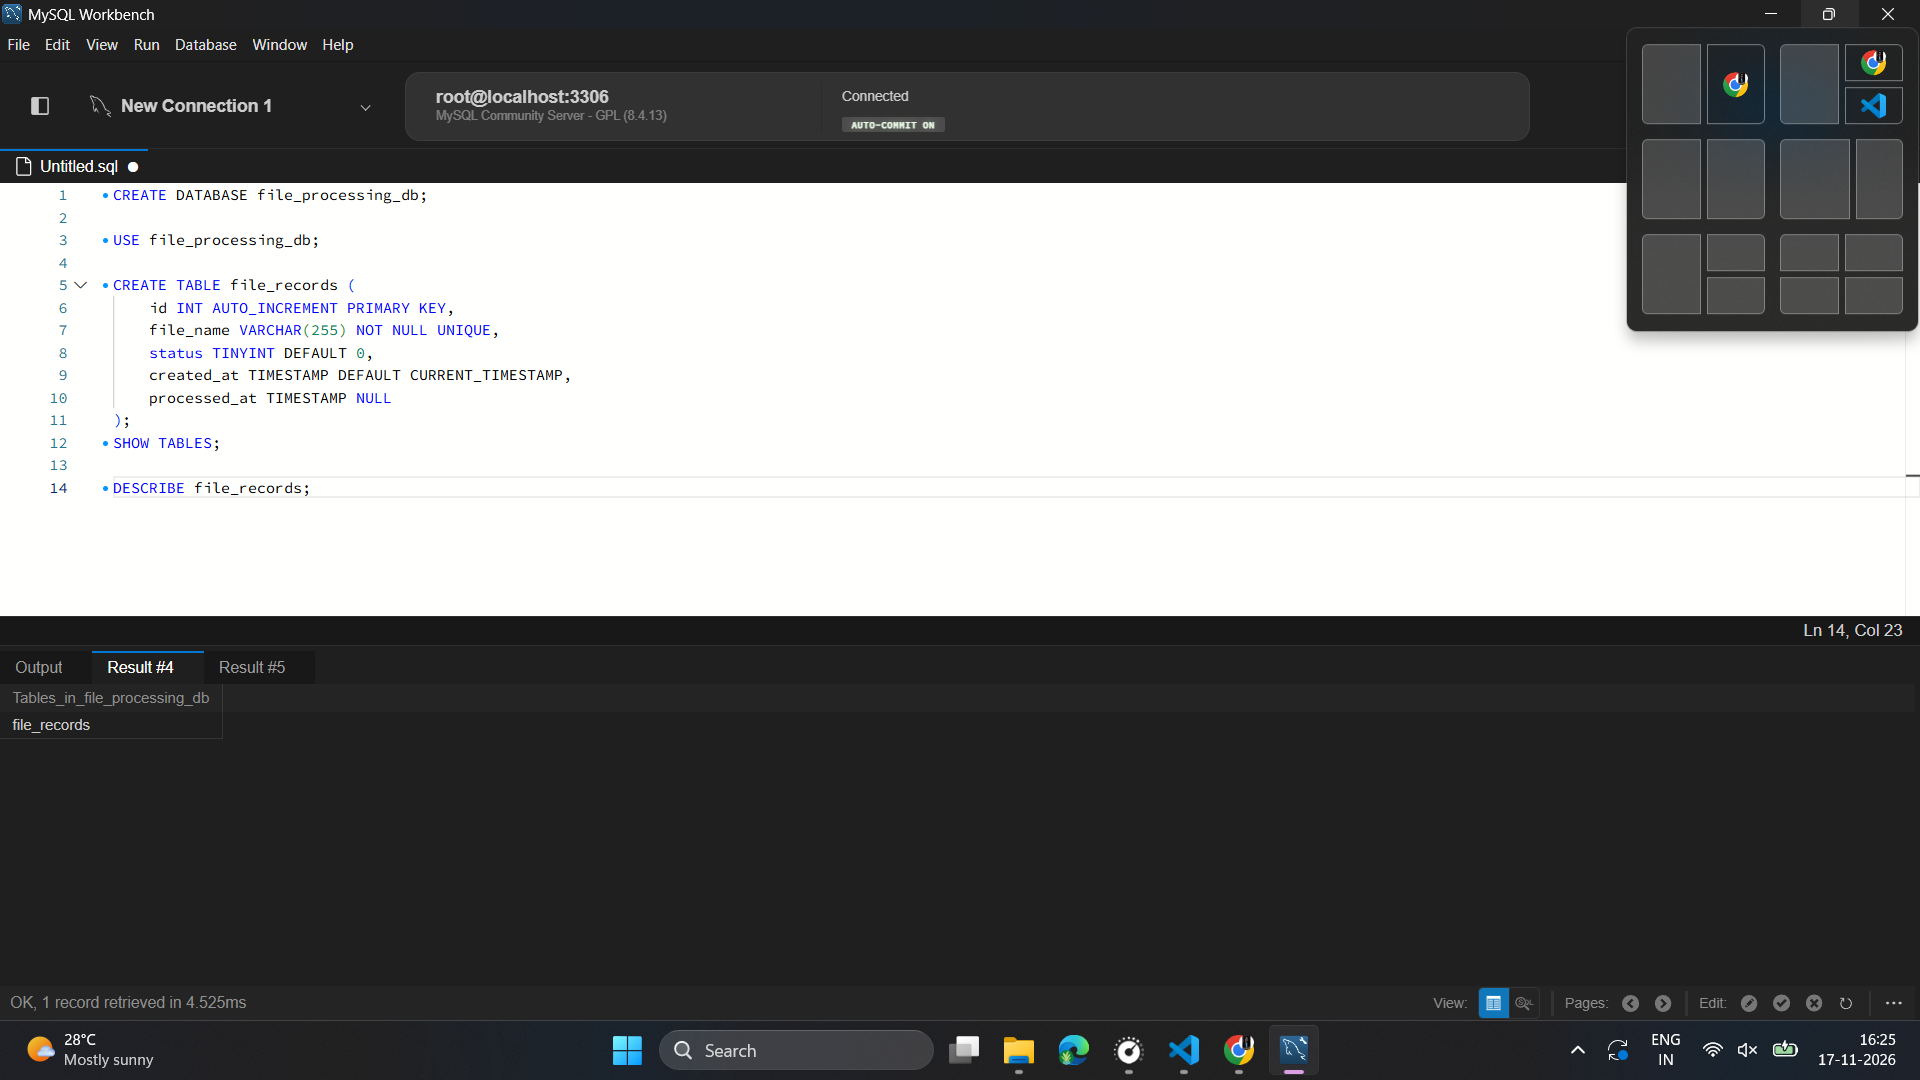 MySQL Workbench
File Edit View Run Database Window Help
New Connection 1
root@localhost:3306
MySQL Community Server - GPL (8.4.13)
Connected
AUTO-COMMIT ON
Untitled.sql
1 CREATE DATABASE file_processing_db;
2
3 USE file_processing_db;
4
5 CREATE TABLE file_records (
6 id INT AUTO_INCREMENT PRIMARY KEY,
7 file_name VARCHAR(255) NOT NULL UNIQUE,
8 status TINYINT DEFAULT 0,
9 created_at TIMESTAMP DEFAULT CURRENT_TIMESTAMP,
10 processed_at TIMESTAMP NULL
11 );
12 SHOW TABLES;
13
14 DESCRIBE file_records;
Ln 14, Col 23
Output Result #4 Result #5
Tables_in_file_processing_db
file_records
OK, 1 record retrieved in 4.525ms
View: SQL Pages: Edit:
28°C
Mostly sunny
Search
ENG
IN
16:25
17-11-2026